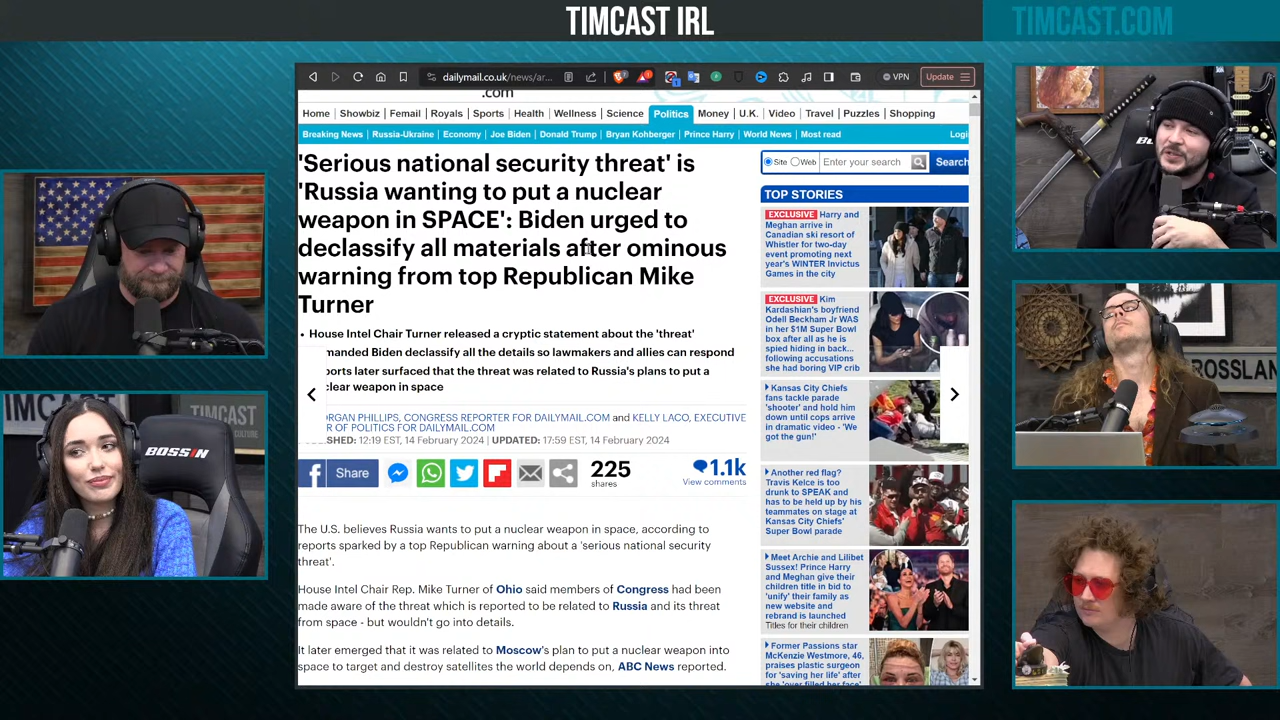 TIMCAST IRL
TIMCAST.COM
dailymail.co.uk/news/ar...
VPN
Update
.com
Home | Showbiz | Femail | Royals | Sports | Health | Wellness | Science | Politics | Money | U.K. | Video | Travel | Puzzles | Shopping
Breaking News | Russia-Ukraine | Economy | Joe Biden | Donald Trump | Bryan Kohberger | Prince Harry | World News | Most read
Logi
'Serious national security threat' is
'Russia wanting to put a nuclear
weapon in SPACE': Biden urged to
declassify all materials after ominous
warning from top Republican Mike
Turner
• House Intel Chair Turner released a cryptic statement about the 'threat'
manded Biden declassify all the details so lawmakers and allies can respond
ports later surfaced that the threat was related to Russia's plans to put a
clear weapon in space
ORGAN PHILLIPS, CONGRESS REPORTER FOR DAILYMAIL.COM and KELLY LACO, EXECUTIVE
R OF POLITICS FOR DAILYMAIL.COM
SHED: 12:19 EST, 14 February 2024 | UPDATED: 17:59 EST, 14 February 2024
Share
225
shares
1.1k
View comments
The U.S. believes Russia wants to put a nuclear weapon in space, according to
reports sparked by a top Republican warning about a 'serious national security
threat'.
House Intel Chair Rep. Mike Turner of Ohio said members of Congress had been
made aware of the threat which is reported to be related to Russia and its threat
from space - but wouldn't go into details.
It later emerged that it was related to Moscow's plan to put a nuclear weapon into
space to target and destroy satellites the world depends on, ABC News reported.
Site Web Enter your search Search
TOP STORIES
EXCLUSIVE Harry and
Meghan arrive in
Canadian ski resort of
Whistler for two-day
event promoting next
year's WINTER Invictus
Games in the city
EXCLUSIVE Kim
Kardashian's boyfriend
Odell Beckham Jr WAS
in her $1M Super Bowl
box after all as he is
spied hiding in back...
following accusations
she had boring VIP crib
Kansas City Chiefs
fans tackle parade
'shooter' and hold him
down until cops arrive
in dramatic video - 'We
got the gun!'
Another red flag?
Travis Kelce is too
drunk to SPEAK and
has to be held up by his
teammates on stage at
Kansas City Chiefs'
Super Bowl parade
Meet Archie and Lilibet
Sussex! Prince Harry
and Meghan give their
children title in bid to
'unify' their family as
new website and
rebrand is launched
Titles for their children
Former Passions star
McKenzie Westmore, 46,
praises plastic surgeon
for 'saving her life' after
she 'over filled her face'
TIMCAST
BOSSIN
ROSSLAN